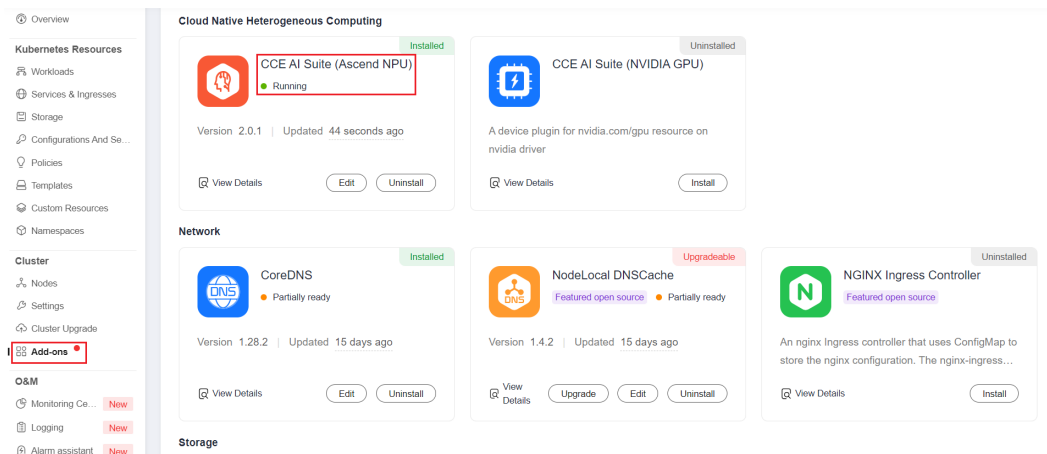 Overview
Kubernetes Resources
Workloads
Services & Ingresses
Storage
Configurations And Se...
Policies
Templates
Custom Resources
Namespaces
Cluster
Nodes
Settings
Cluster Upgrade
Add-ons
O&M
Monitoring Ce... New
Logging New
Alarm assistant New
Cloud Native Heterogeneous Computing
Installed
CCE AI Suite (Ascend NPU)
Running
Version 2.0.1 | Updated 44 seconds ago
View Details Edit Uninstall
Uninstalled
CCE AI Suite (NVIDIA GPU)
A device plugin for nvidia.com/gpu resource on
nvidia driver
View Details Install
Network
Installed
DNS
CoreDNS
Partially ready
Version 1.28.2 | Updated 15 days ago
View Details Edit Uninstall
Upgradeable
DNS
NodeLocal DNSCache
Featured open source Partially ready
Version 1.4.2 | Updated 15 days ago
View
Details Upgrade Edit Uninstall
Uninstalled
N
NGINX Ingress Controller
Featured open source
An nginx Ingress controller that uses ConfigMap to
store the nginx configuration. The nginx-ingress...
View Details Install
Storage